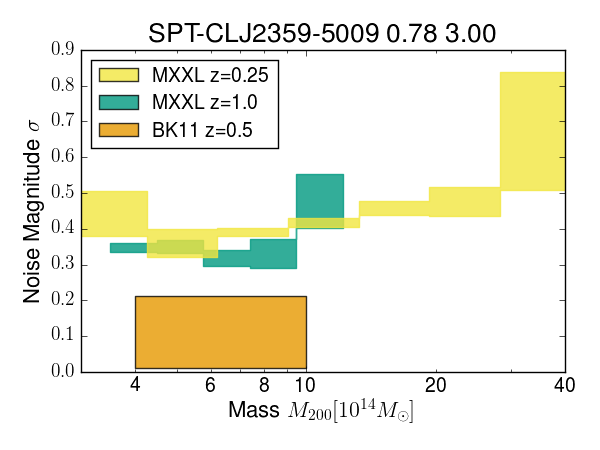 SPT-CLJ2359-5009 0.78 3.00
0.9
0.8
0.7
0.6
0.5
0.4
0.3
0.2
0.1
0.0
Noise Magnitude σ
MXXL z=0.25
MXXL z=1.0
BK11 z=0.5
4 6 8 10 20 40
Mass M₂₀₀[10¹⁴M☉]